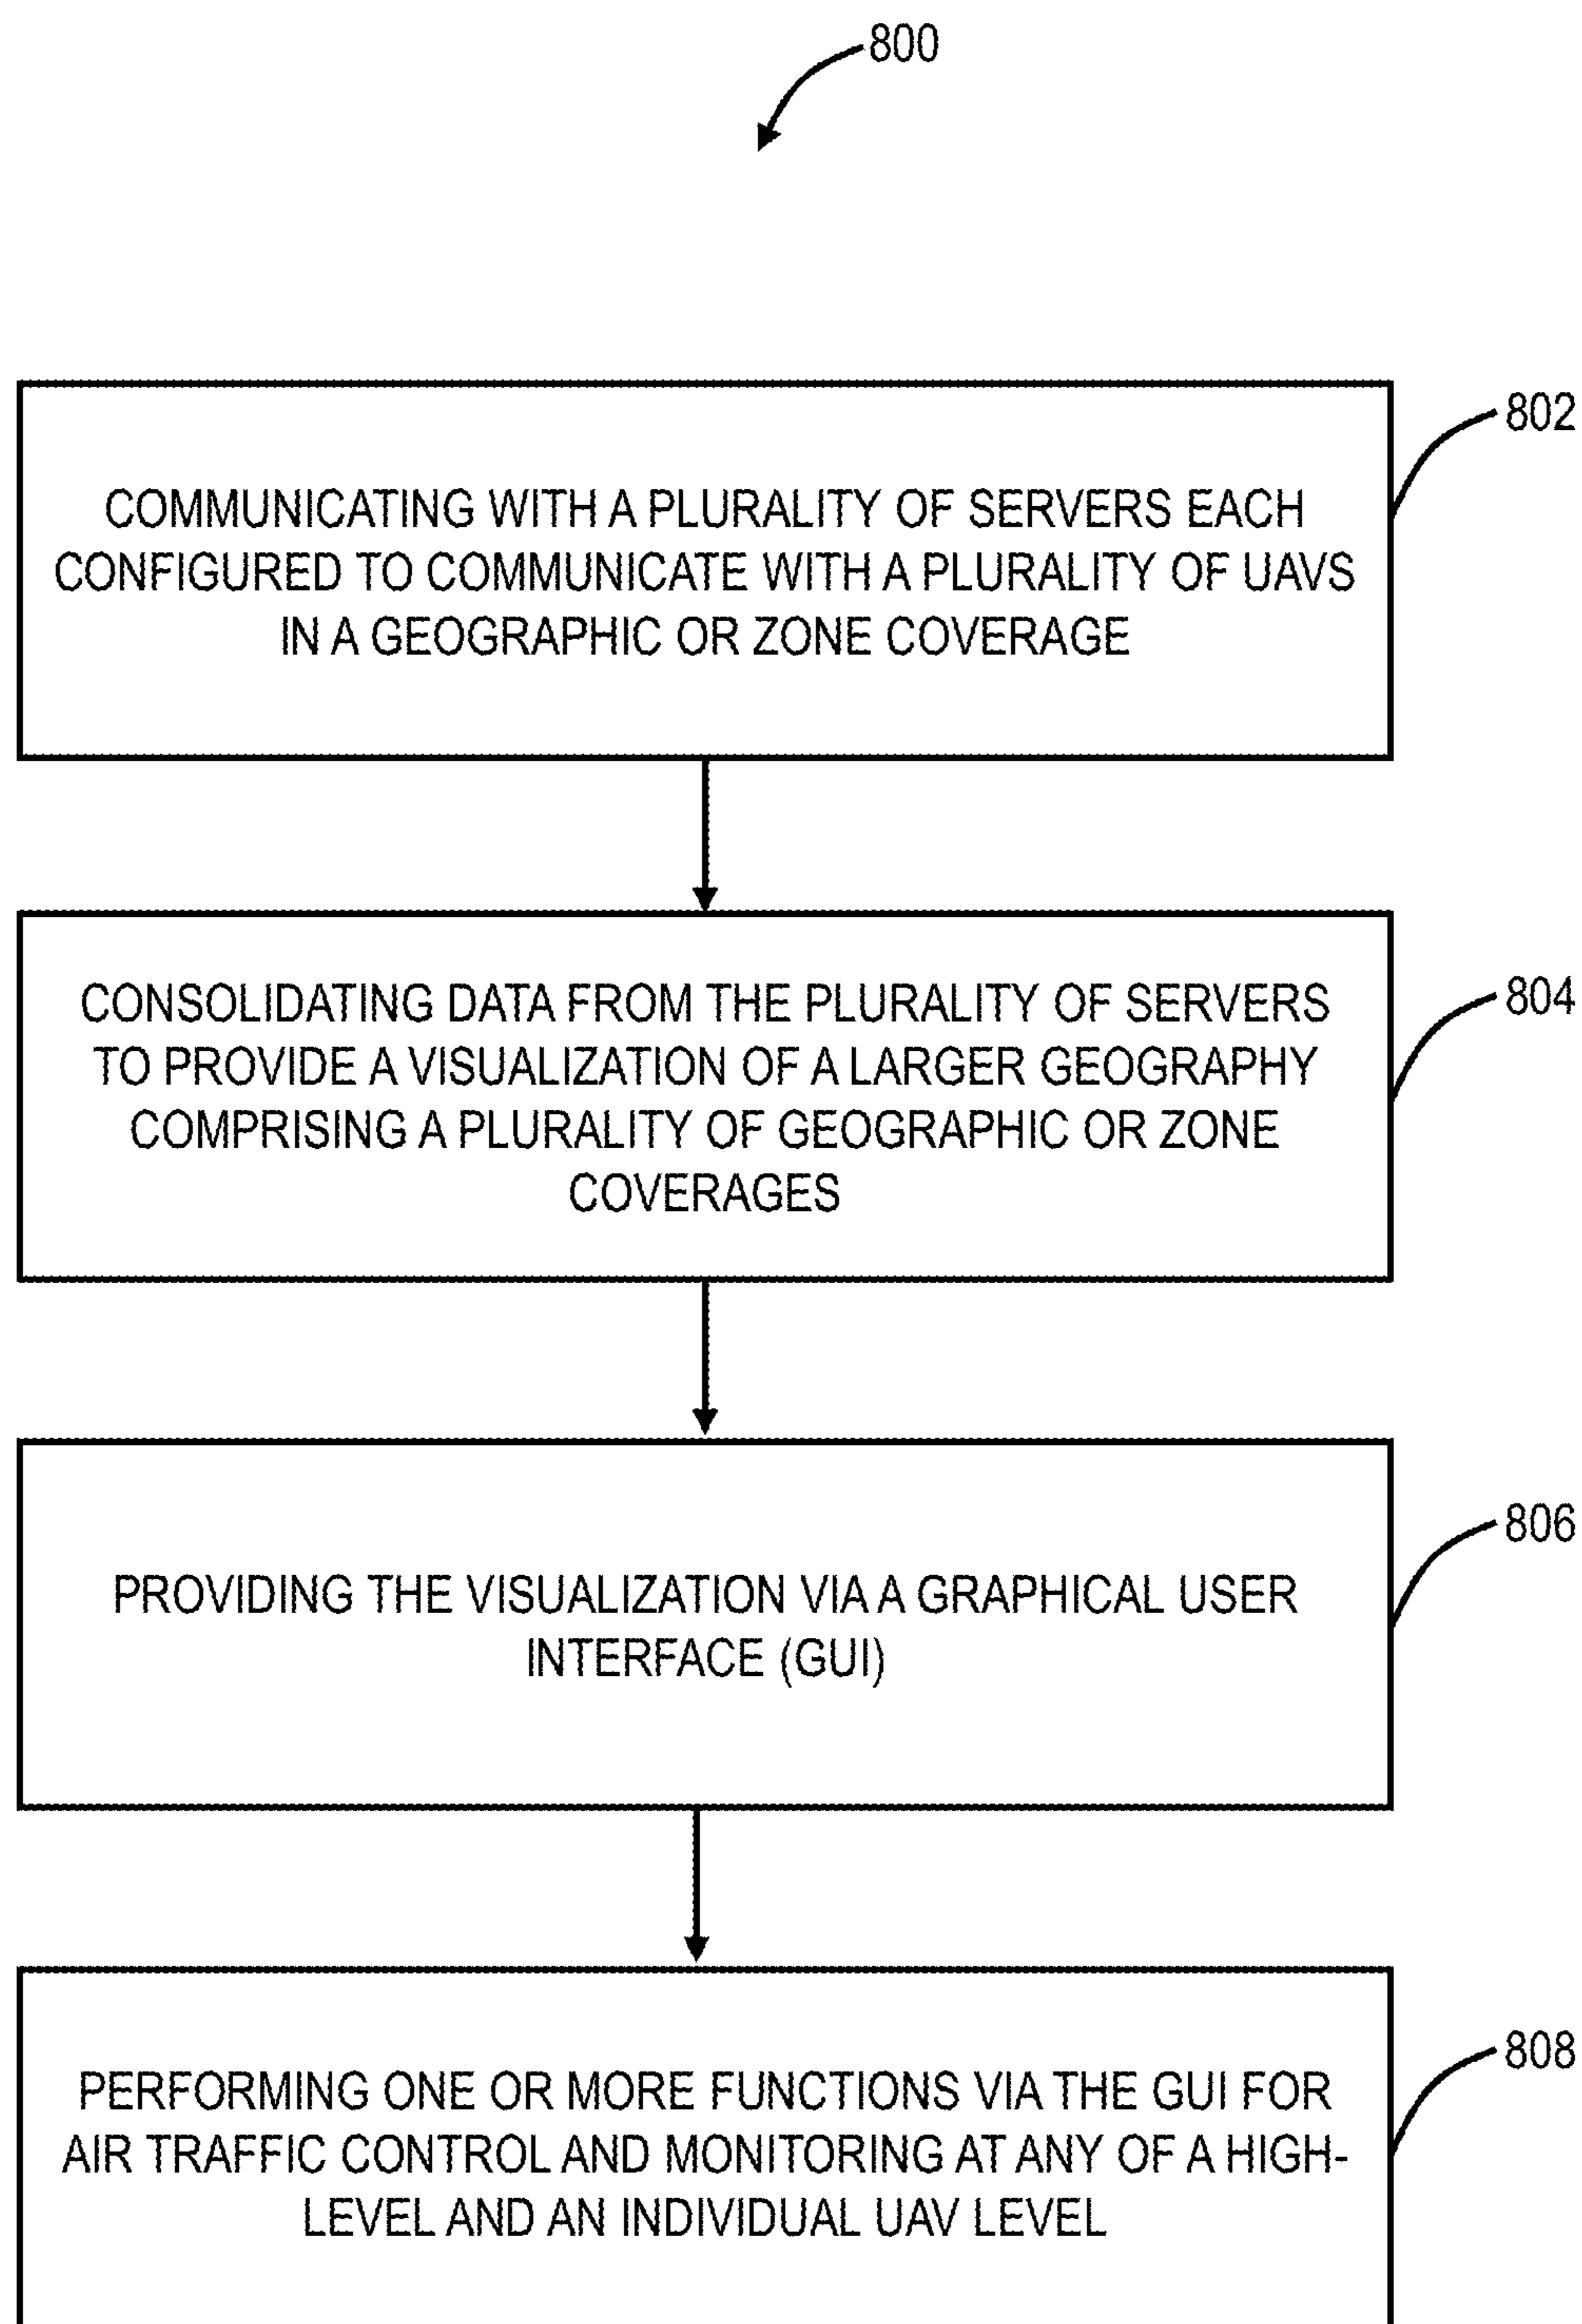 800
802
COMMUNICATING WITH A PLURALITY OF SERVERS EACH
CONFIGURED TO COMMUNICATE WITH A PLURALITY OF UAVS
IN A GEOGRAPHIC OR ZONE COVERAGE
804
CONSOLIDATING DATA FROM THE PLURALITY OF SERVERS
TO PROVIDE A VISUALIZATION OF A LARGER GEOGRAPHY
COMPRISING A PLURALITY OF GEOGRAPHIC OR ZONE
COVERAGES
806
PROVIDING THE VISUALIZATION VIA A GRAPHICAL USER
INTERFACE (GUI)
808
PERFORMING ONE OR MORE FUNCTIONS VIA THE GUI FOR
AIR TRAFFIC CONTROL AND MONITORING AT ANY OF A HIGH-
LEVEL AND AN INDIVIDUAL UAV LEVEL